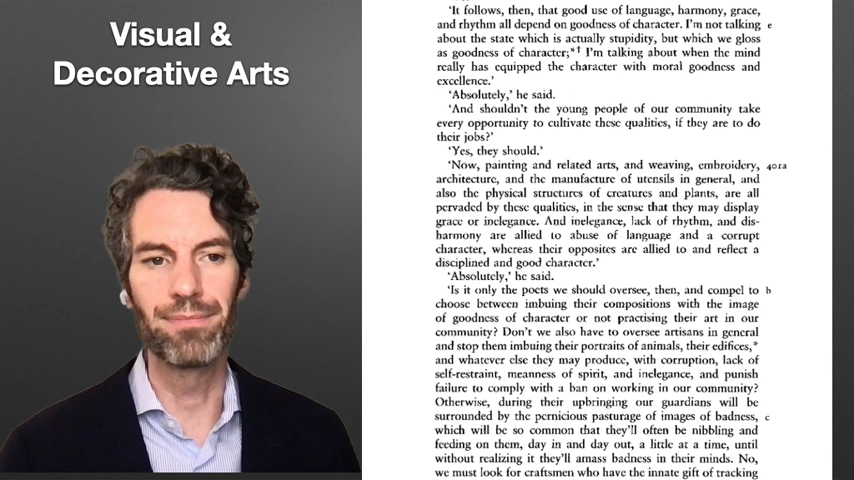 Visual &
Decorative Arts
'It follows, then, that good use of language, harmony, grace,
and rhythm all depend on goodness of character. I'm not talking e
about the state which is actually stupidity, but which we gloss
as goodness of character;*† I'm talking about when the mind
really has equipped the character with moral goodness and
excellence.'
'Absolutely,' he said.
'And shouldn't the young people of our community take
every opportunity to cultivate these qualities, if they are to do
their jobs?'
'Yes, they should.'
'Now, painting and related arts, and weaving, embroidery, 401a
architecture, and the manufacture of utensils in general, and
also the physical structures of creatures and plants, are all
pervaded by these qualities, in the sense that they may display
grace or inelegance. And inelegance, lack of rhythm, and dis-
harmony are allied to abuse of language and a corrupt
character, whereas their opposites are allied to and reflect a
disciplined and good character.'
'Absolutely,' he said.
'Is it only the poets we should oversee, then, and compel to b
choose between imbuing their compositions with the image
of goodness of character or not practising their art in our
community? Don't we also have to oversee artisans in general
and stop them imbuing their portraits of animals, their edifices,*
and whatever else they may produce, with corruption, lack of
self-restraint, meanness of spirit, and inelegance, and punish
failure to comply with a ban on working in our community?
Otherwise, during their upbringing our guardians will be
surrounded by the pernicious pasturage of images of badness, c
which will be so common that they'll often be nibbling and
feeding on them, day in and day out, a little at a time, until
without realizing it they'll amass badness in their minds. No,
we must look for craftsmen who have the innate gift of tracking